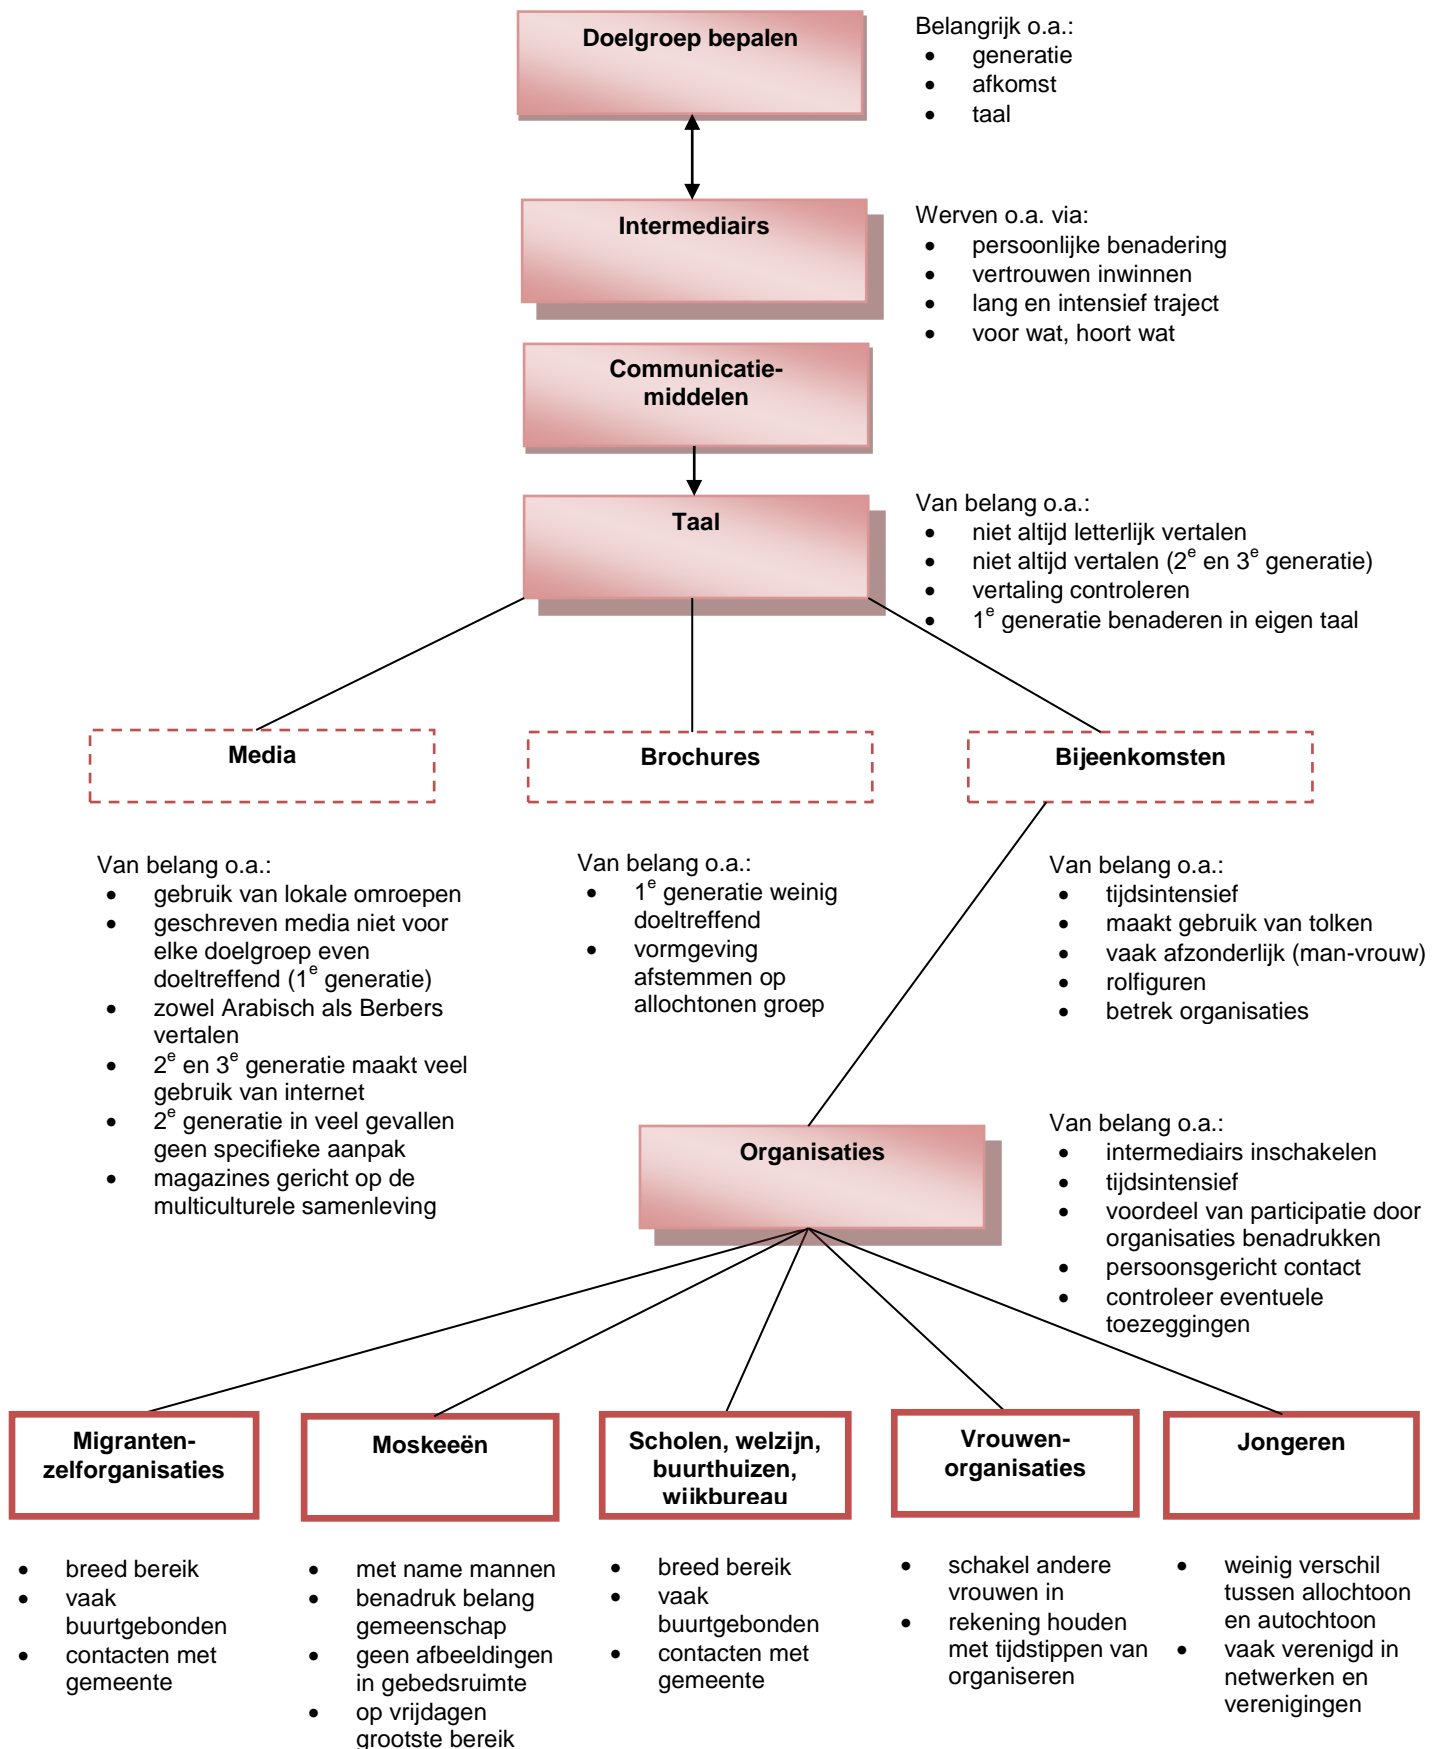 Doelgroep bepalen
Belangrijk o.a.:
• generatie
• afkomst
• taal
Intermediairs
Werven o.a. via:
• persoonlijke benadering
• vertrouwen inwinnen
• lang en intensief traject
• voor wat, hoort wat
Communicatie-
middelen
Taal
Van belang o.a.:
• niet altijd letterlijk vertalen
• niet altijd vertalen (2e en 3e generatie)
• vertaling controleren
• 1e generatie benaderen in eigen taal
Media
Brochures
Bijeenkomsten
Van belang o.a.:
• gebruik van lokale omroepen
• geschreven media niet voor
elke doelgroep even
doeltreffend (1e generatie)
• zowel Arabisch als Berbers
vertalen
• 2e en 3e generatie maakt veel
gebruik van internet
• 2e generatie in veel gevallen
geen specifieke aanpak
• magazines gericht op de
multiculturele samenleving
Van belang o.a.:
• 1e generatie weinig
doeltreffend
• vormgeving
afstemmen op
allochtonen groep
Van belang o.a.:
• tijdsintensief
• maakt gebruik van tolken
• vaak afzonderlijk (man-vrouw)
• rolfiguren
• betrek organisaties
Organisaties
Van belang o.a.:
• intermediairs inschakelen
• tijdsintensief
• voordeel van participatie door
organisaties benadrukken
• persoonsgericht contact
• controleer eventuele
toezeggingen
Migranten-
zelforganisaties
Moskeeën
Scholen, welzijn,
buurthuizen,
wijkbureau
Vrouwen-
organisaties
Jongeren
• breed bereik
• vaak
buurtgebonden
• contacten met
gemeente
• met name mannen
• benadruk belang
gemeenschap
• geen afbeeldingen
in gebedsruimte
• op vrijdagen
grootste bereik
• breed bereik
• vaak
buurtgebonden
• contacten met
gemeente
• schakel andere
vrouwen in
• rekening houden
met tijdstippen van
organiseren
• weinig verschil
tussen allochtoon
en autochtoon
• vaak verenigd in
netwerken en
verenigingen